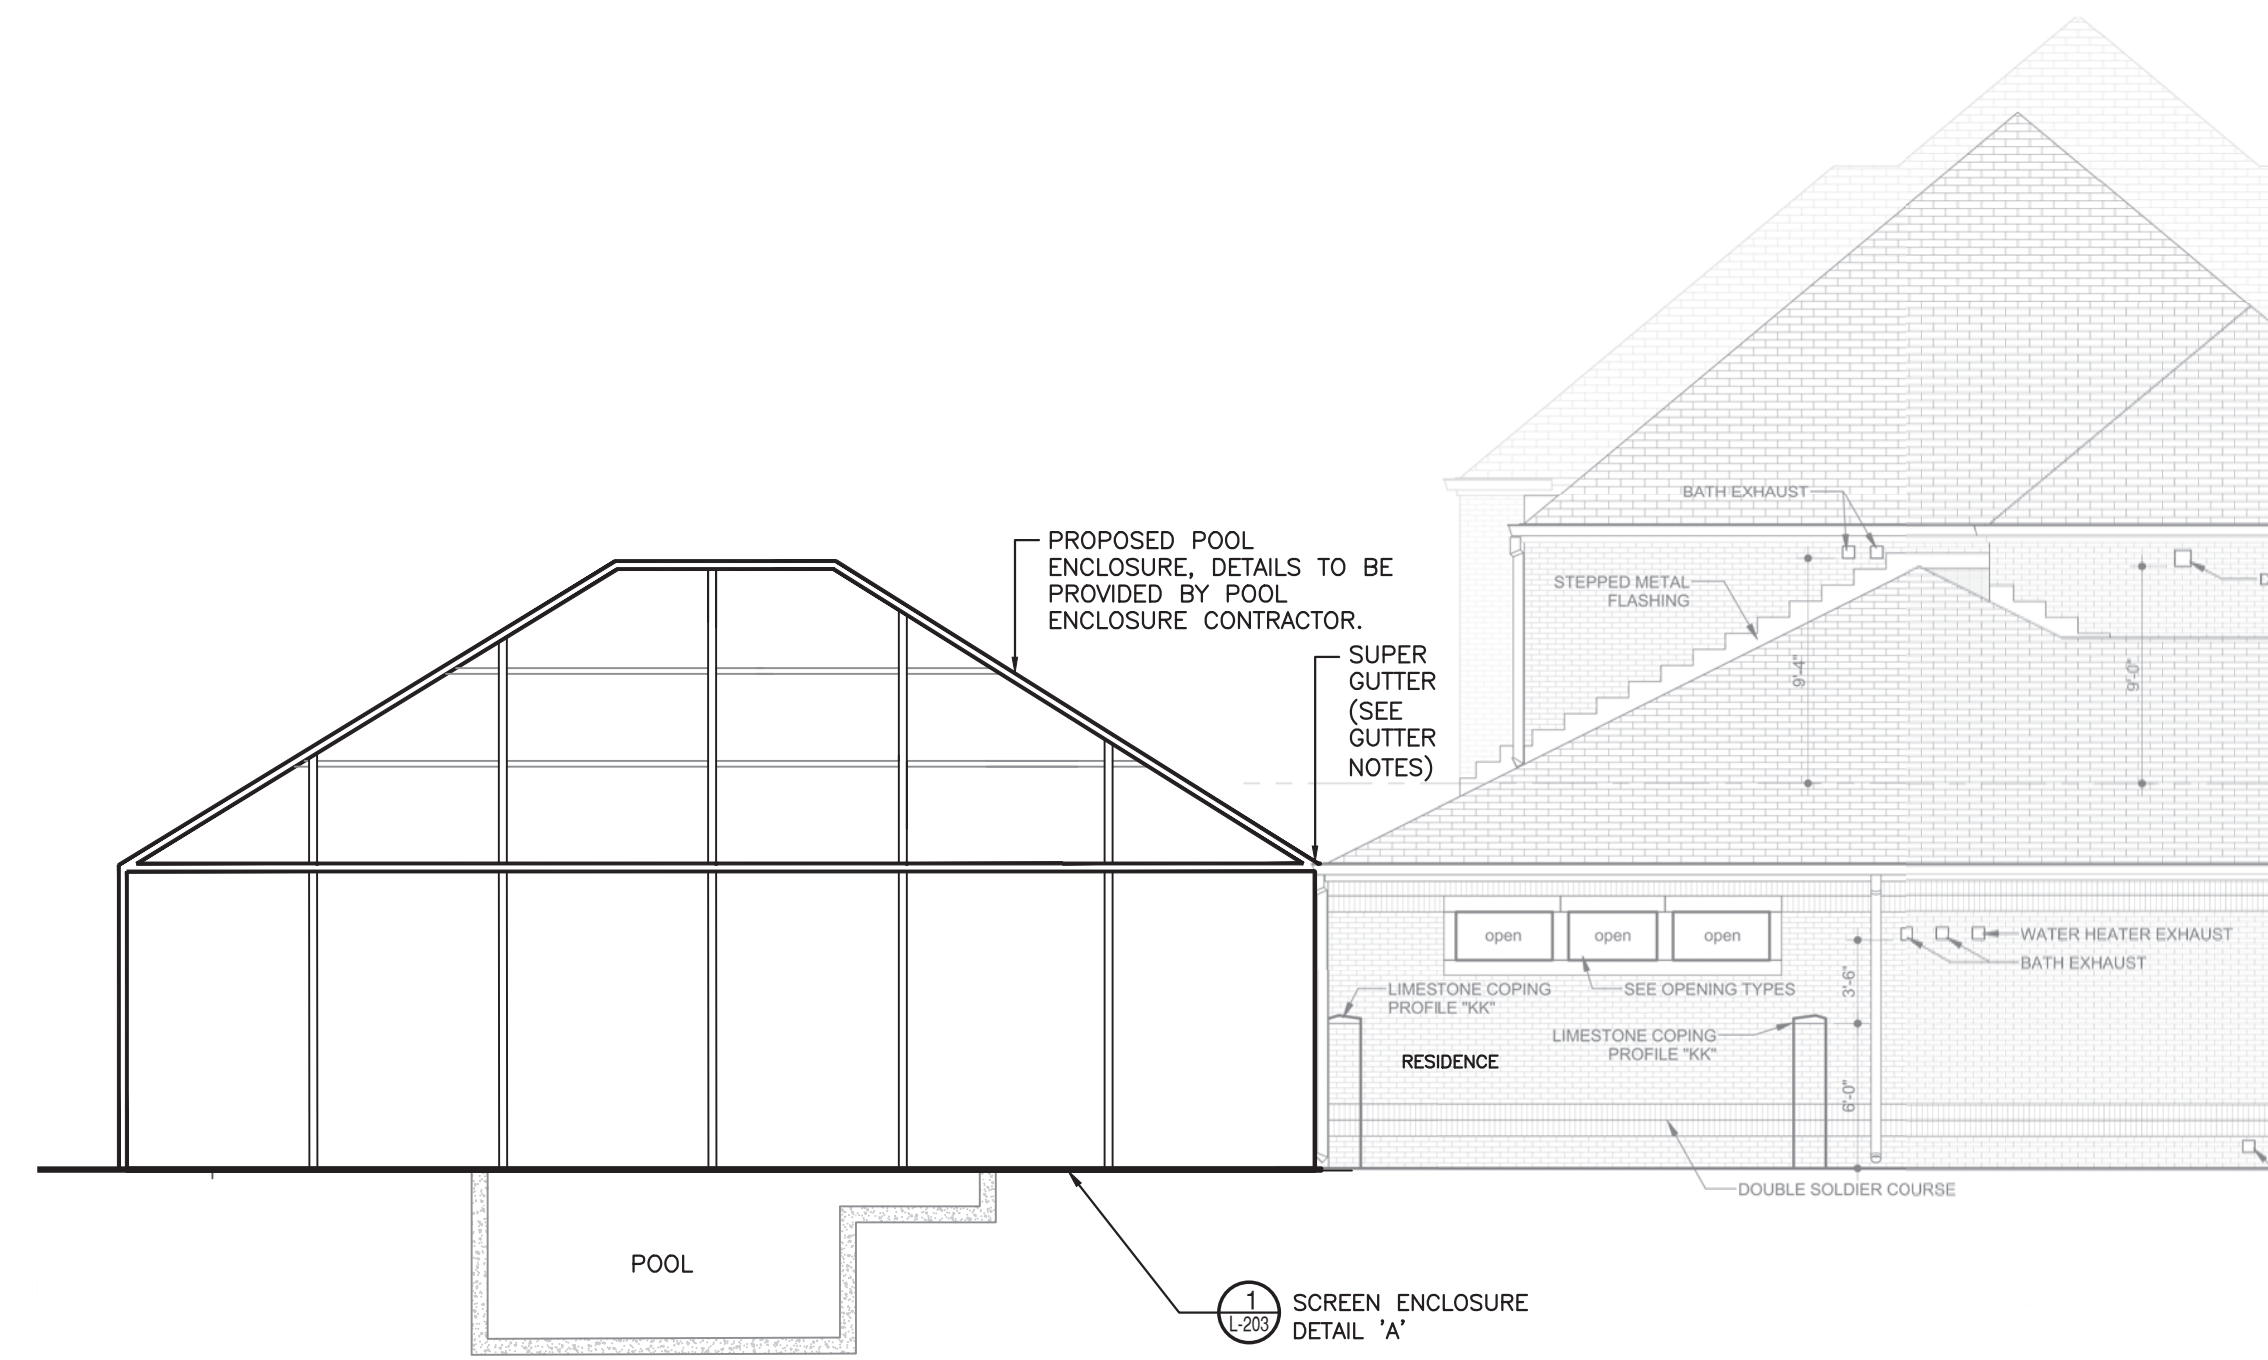 BATH EXHAUST
PROPOSED POOL
ENCLOSURE, DETAILS TO BE
PROVIDED BY POOL
ENCLOSURE CONTRACTOR.
STEPPED METAL
FLASHING
D
SUPER
GUTTER
(SEE
GUTTER
NOTES)
9'-4"
9'-0"
open
open
open
WATER HEATER EXHAUST
BATH EXHAUST
LIMESTONE COPING
PROFILE "KK"
SEE OPENING TYPES
3'-6"
LIMESTONE COPING
PROFILE "KK"
RESIDENCE
6'-0"
DOUBLE SOLDIER COURSE
POOL
1
L-203
SCREEN ENCLOSURE
DETAIL 'A'